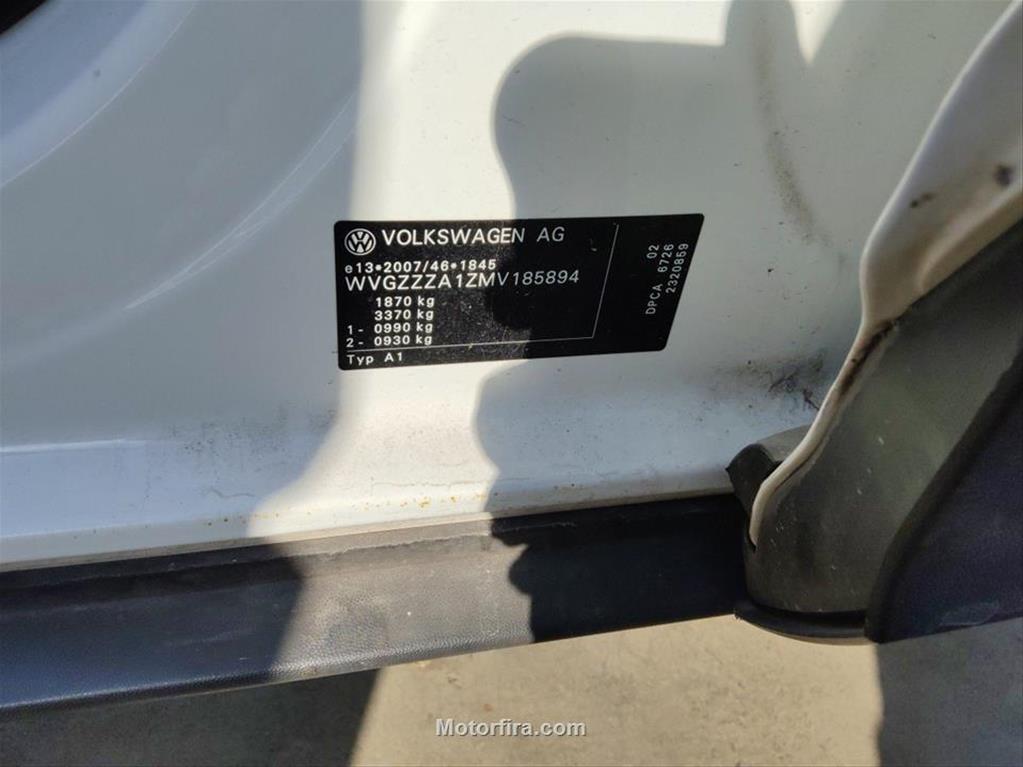 VOLKSWAGEN AG
e13*2007/46*1845
WVGZZZA1ZMV185894
1870 kg
3370 kg
1- 0990 kg
2- 0930 kg
Typ A1
02
DPCA 6726
2320859
Motorfira.com